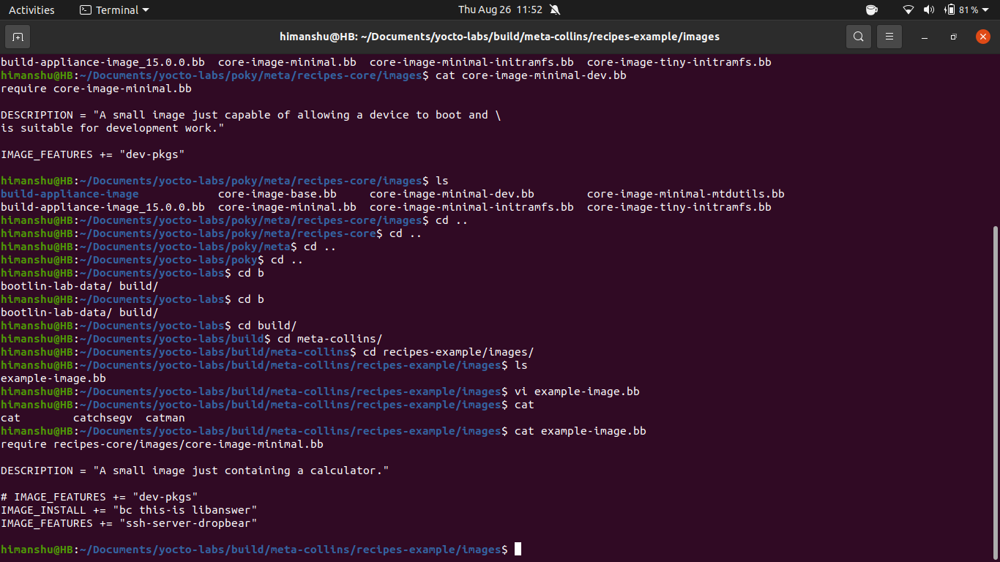 Activities Terminal Thu Aug 26 11:52 81%
himanshu@HB: ~/Documents/yocto-labs/build/meta-collins/recipes-example/images
build-appliance-image_15.0.0.bb core-image-minimal.bb core-image-minimal-initramfs.bb core-image-tiny-initramfs.bb
himanshu@HB:~/Documents/yocto-labs/poky/meta/recipes-core/images$ cat core-image-minimal-dev.bb
require core-image-minimal.bb
DESCRIPTION = "A small image just capable of allowing a device to boot and \
is suitable for development work."
IMAGE_FEATURES += "dev-pkgs"
himanshu@HB:~/Documents/yocto-labs/poky/meta/recipes-core/images$ ls
build-appliance-image core-image-base.bb core-image-minimal-dev.bb core-image-minimal-mtdutils.bb
build-appliance-image_15.0.0.bb core-image-minimal.bb core-image-minimal-initramfs.bb core-image-tiny-initramfs.bb
himanshu@HB:~/Documents/yocto-labs/poky/meta/recipes-core/images$ cd ..
himanshu@HB:~/Documents/yocto-labs/poky/meta/recipes-core$ cd ..
himanshu@HB:~/Documents/yocto-labs/poky/meta$ cd ..
himanshu@HB:~/Documents/yocto-labs/poky$ cd ..
himanshu@HB:~/Documents/yocto-labs$ cd b
bootlin-lab-data/ build/
himanshu@HB:~/Documents/yocto-labs$ cd b
bootlin-lab-data/ build/
himanshu@HB:~/Documents/yocto-labs$ cd build/
himanshu@HB:~/Documents/yocto-labs/build$ cd meta-collins/
himanshu@HB:~/Documents/yocto-labs/build/meta-collins$ cd recipes-example/images/
himanshu@HB:~/Documents/yocto-labs/build/meta-collins/recipes-example/images$ ls
example-image.bb
himanshu@HB:~/Documents/yocto-labs/build/meta-collins/recipes-example/images$ vi example-image.bb
himanshu@HB:~/Documents/yocto-labs/build/meta-collins/recipes-example/images$ cat
cat catchsegv catman
himanshu@HB:~/Documents/yocto-labs/build/meta-collins/recipes-example/images$ cat example-image.bb
require recipes-core/images/core-image-minimal.bb
DESCRIPTION = "A small image just containing a calculator."
# IMAGE_FEATURES += "dev-pkgs"
IMAGE_INSTALL += "bc this-is libanswer"
IMAGE_FEATURES += "ssh-server-dropbear"
himanshu@HB:~/Documents/yocto-labs/build/meta-collins/recipes-example/images$